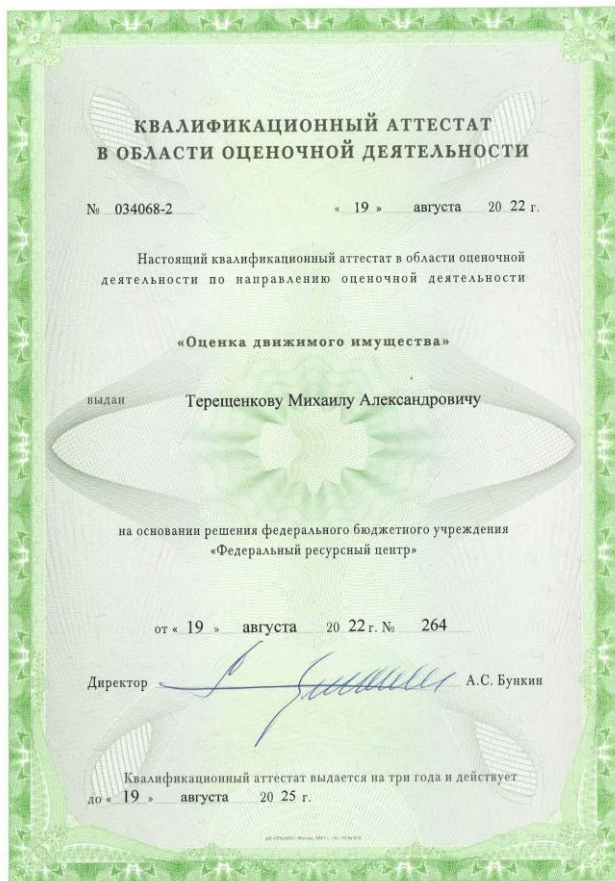 КВАЛИФИКАЦИОННЫЙ АТТЕСТАТ
В ОБЛАСТИ ОЦЕНОЧНОЙ ДЕЯТЕЛЬНОСТИ
№ 034068-2 « 19 » августа 20 22 г.
Настоящий квалификационный аттестат в области оценочной
деятельности по направлению оценочной деятельности
«Оценка движимого имущества»
выдан Терещенкову Михаилу Александровичу
на основании решения федерального бюджетного учреждения
«Федеральный ресурсный центр»
от « 19 » августа 20 22 г. № 264
Директор А.С. Бункин
Квалификационный аттестат выдается на три года и действует
до « 19 » августа 20 25 г.